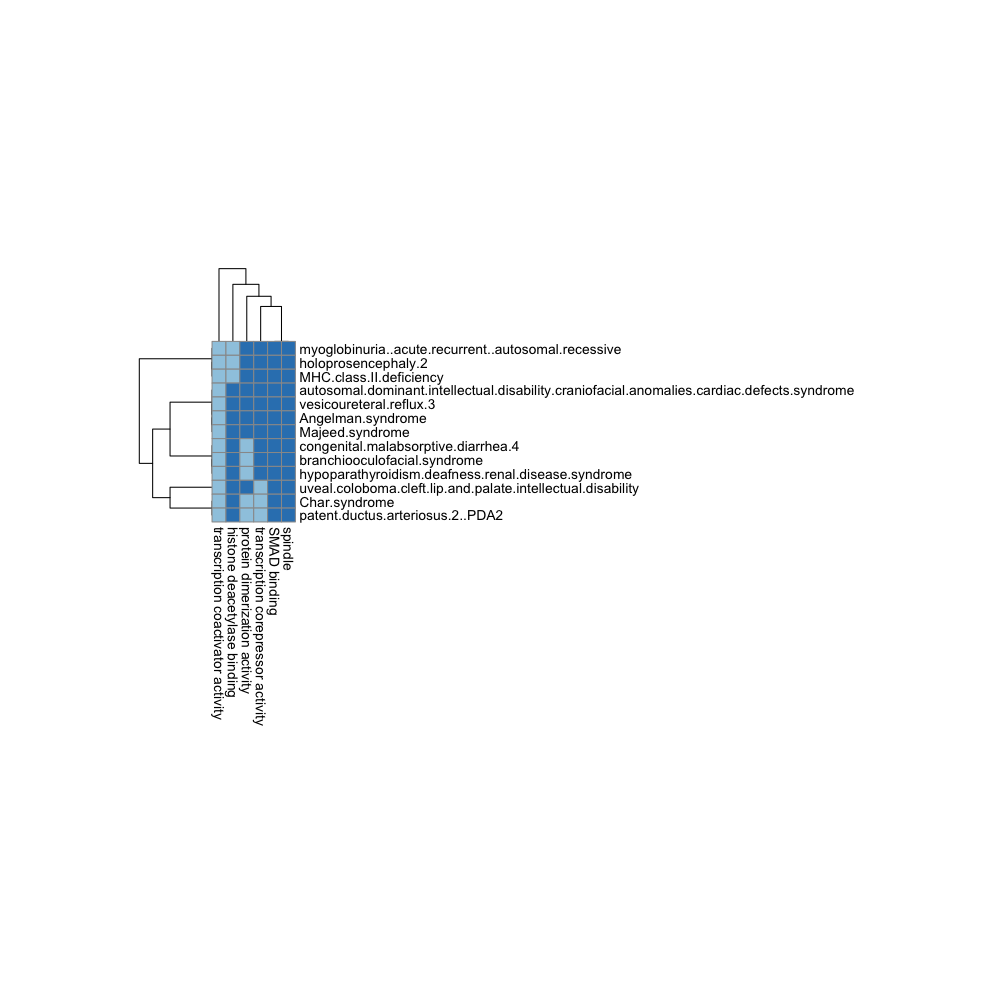 myoglobinuria..acute.recurrent..autosomal.recessive
holoprosencephaly.2
MHC.class.II.deficiency
autosomal.dominant.intellectual.disability.craniofacial.anomalies.cardiac.defects.syndrome
vesicoureteral.reflux.3
Angelman.syndrome
Majeed.syndrome
congenital.malabsorptive.diarrhea.4
branchiooculofacial.syndrome
hypoparathyroidism.deafness.renal.disease.syndrome
uveal.coloboma.cleft.lip.and.palate.intellectual.disability
Char.syndrome
patent.ductus.arteriosus.2..PDA2
transcription coactivator activity
histone deacetylase binding
protein dimerization activity
transcription corepressor activity
SMAD binding
spindle